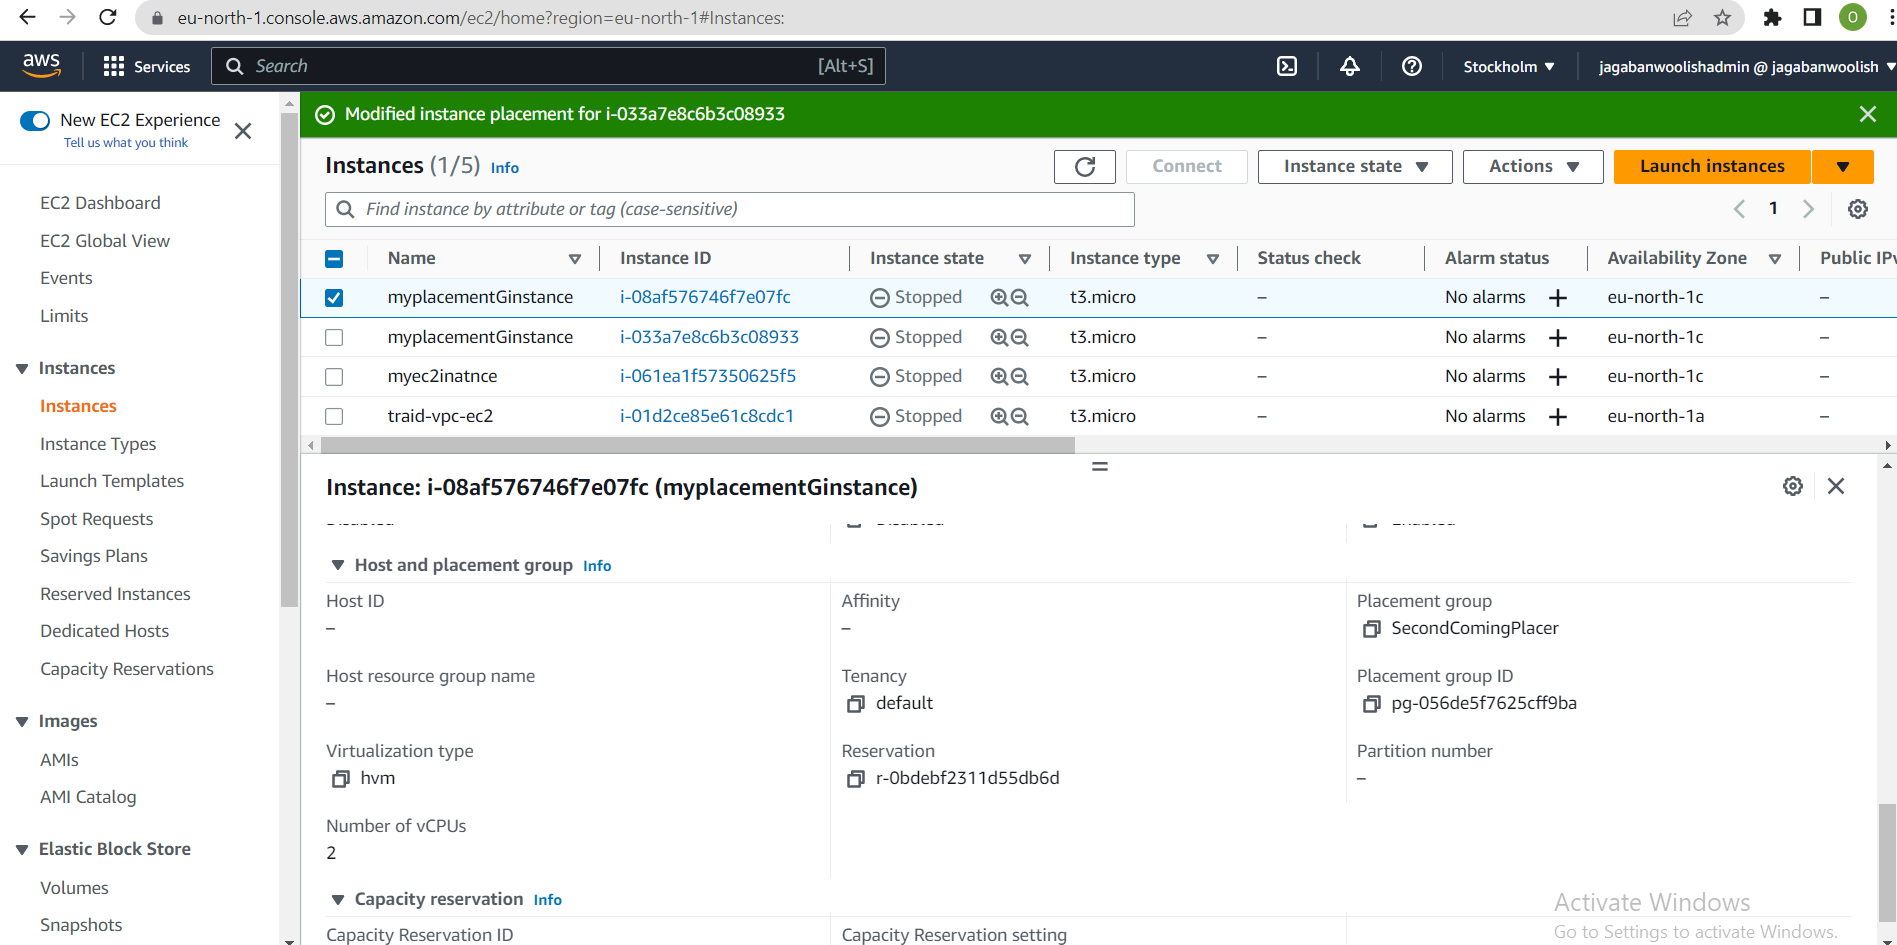 eu-north-1.console.aws.amazon.com/ec2/home?region=eu-north-1#Instances:
O
aws
Services
Search
[Alt+S]
Stockholm
jagabanwoolishadmin @ jagabanwoolish
New EC2 Experience
Tell us what you think
EC2 Dashboard
EC2 Global View
Events
Limits
Instances
Instances
Instance Types
Launch Templates
Spot Requests
Savings Plans
Reserved Instances
Dedicated Hosts
Capacity Reservations
Images
AMIs
AMI Catalog
Elastic Block Store
Volumes
Snapshots
Modified instance placement for i-033a7e8c6b3c08933
Instances (1/5) Info
Connect
Instance state
Actions
Launch instances
Find instance by attribute or tag (case-sensitive)
1
Name Instance ID Instance state Instance type Status check Alarm status Availability Zone Public IPv
myplacementGinstance i-08af576746f7e07fc Stopped t3.micro – No alarms + eu-north-1c –
myplacementGinstance i-033a7e8c6b3c08933 Stopped t3.micro – No alarms + eu-north-1c –
myec2inatnce i-061ea1f57350625f5 Stopped t3.micro – No alarms + eu-north-1c –
traid-vpc-ec2 i-01d2ce85e61c8cdc1 Stopped t3.micro – No alarms + eu-north-1a –
Instance: i-08af576746f7e07fc (myplacementGinstance)
Host and placement group Info
Host ID
–
Affinity
–
Placement group
SecondComingPlacer
Host resource group name
–
Tenancy
default
Placement group ID
pg-056de5f7625cff9ba
Virtualization type
hvm
Reservation
r-0bdebf2311d55db6d
Partition number
–
Number of vCPUs
2
Capacity reservation Info
Capacity Reservation ID
Capacity Reservation setting
Activate Windows
Go to Settings to activate Windows.